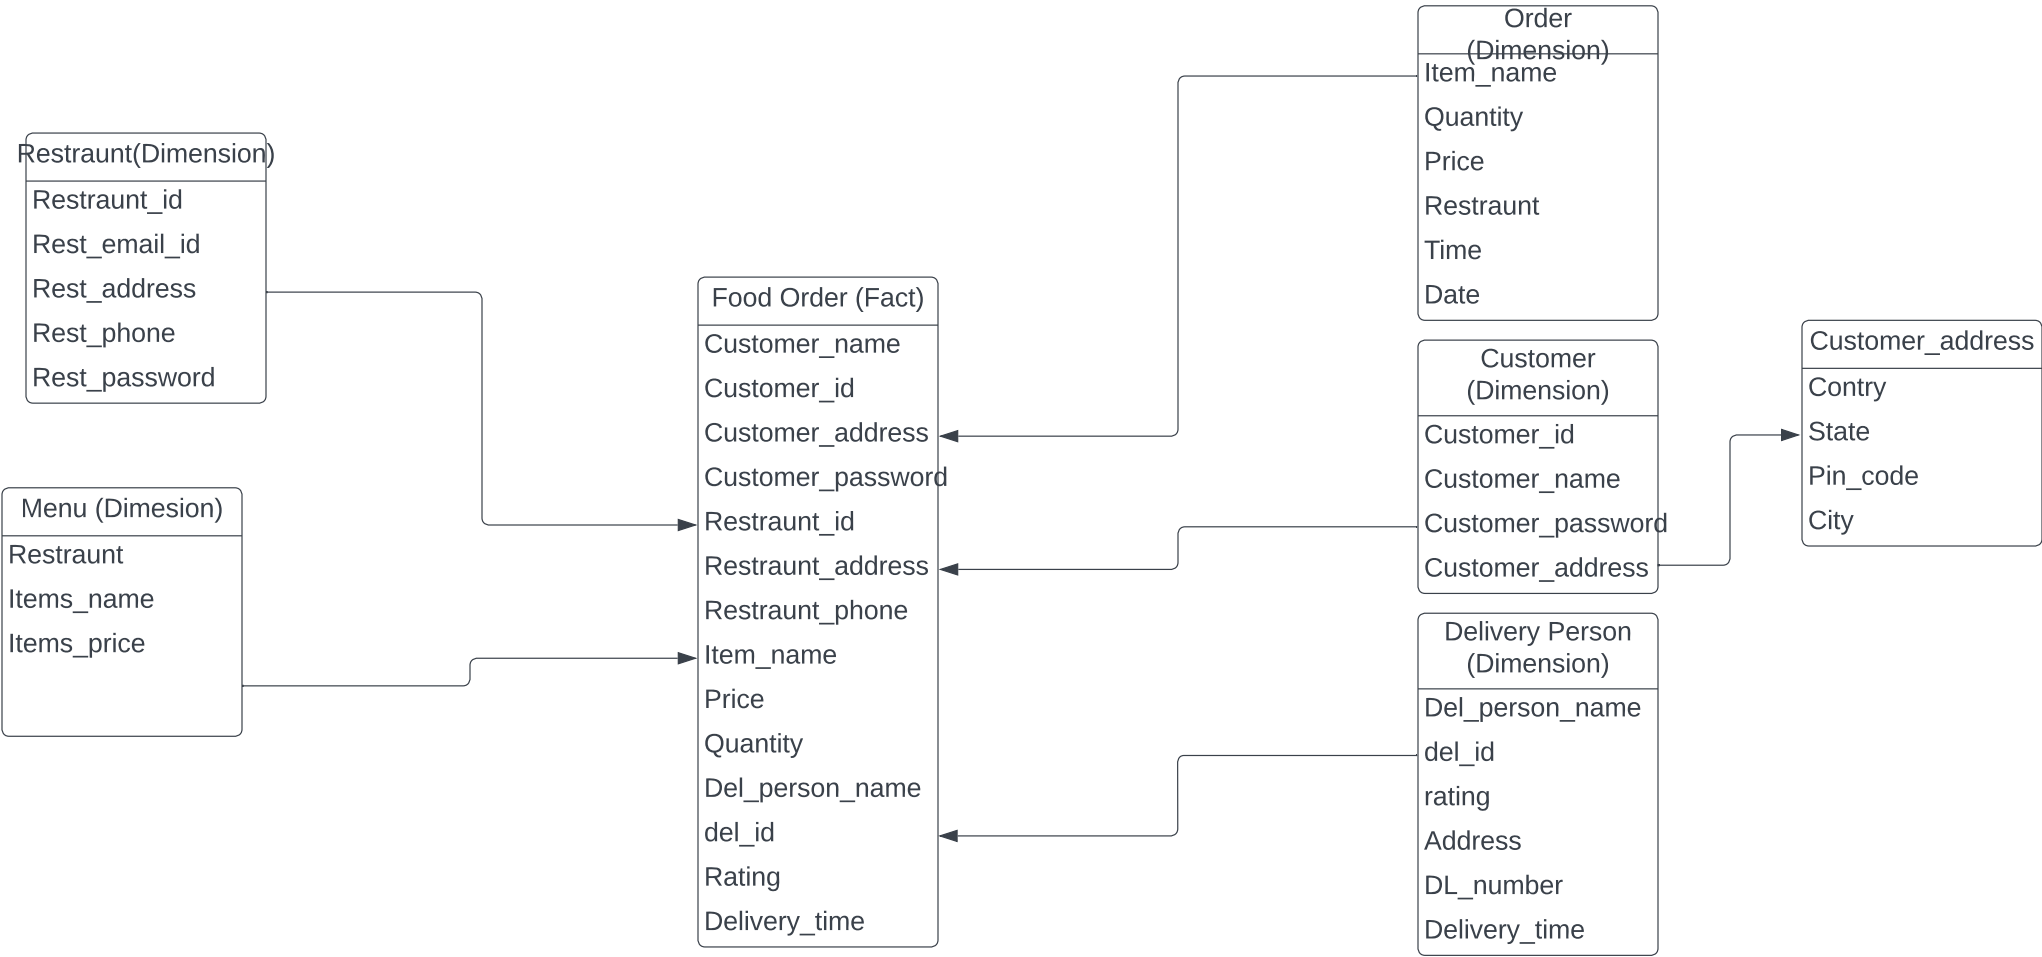 Restraunt(Dimension)
Restraunt_id
Rest_email_id
Rest_address
Rest_phone
Rest_password
Menu (Dimesion)
Restraunt
Items_name
Items_price
Food Order (Fact)
Customer_name
Customer_id
Customer_address
Customer_password
Restraunt_id
Restraunt_address
Restraunt_phone
Item_name
Price
Quantity
Del_person_name
del_id
Rating
Delivery_time
Order
(Dimension)
Item_name
Quantity
Price
Restraunt
Time
Date
Customer
(Dimension)
Customer_id
Customer_name
Customer_password
Customer_address
Delivery Person
(Dimension)
Del_person_name
del_id
rating
Address
DL_number
Delivery_time
Customer_address
Contry
State
Pin_code
City